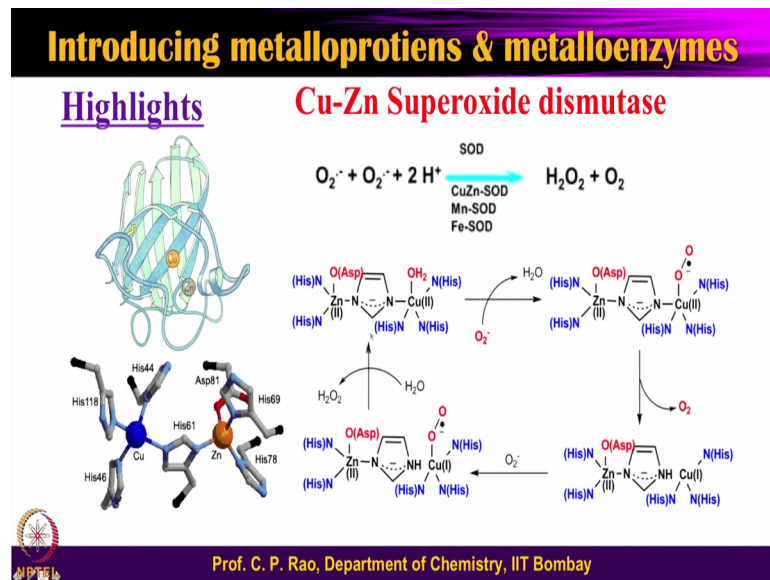 Introducing metalloprotiens & metalloenzymes
Highlights
Cu-Zn Superoxide dismutase
SOD
O₂·⁻ + O₂·⁻ + 2 H⁺
H₂O₂ + O₂
CuZn-SOD
Mn-SOD
Fe-SOD
O(Asp)
OH₂
(His)N
N(His)
Zn N N Cu(II)
(II)
(His)N
(His)N N(His)
H₂O
O₂⁻
O(Asp)
O
O
(His)N
N(His)
Zn N N Cu(II)
(II)
(His)N
(His)N N(His)
O₂
His44
His118
His61
Asp81
His69
Cu
Zn
His46
His78
H₂O₂
H₂O
O(Asp)
O
O
(His)N
N(His)
Zn N NH Cu(I)
(II)
(His)N
(His)N N(His)
O₂⁻
O(Asp)
(His)N
N(His)
Zn N NH Cu(I)
(II)
(His)N
(His)N N(His)
NPTEL
Prof. C. P. Rao, Department of Chemistry, IIT Bombay